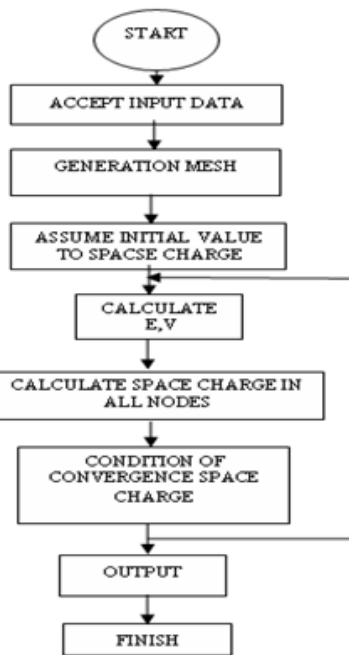 START
ACCEPT INPUT DATA
GENERATION MESH
ASSUME INITIAL VALUE
TO SPACSE CHARGE
CALCULATE
E,V
CALCULATE SPACE CHARGE IN
ALL NODES
CONDITION OF
CONVERGENCE SPACE
CHARGE
OUTPUT
FINISH